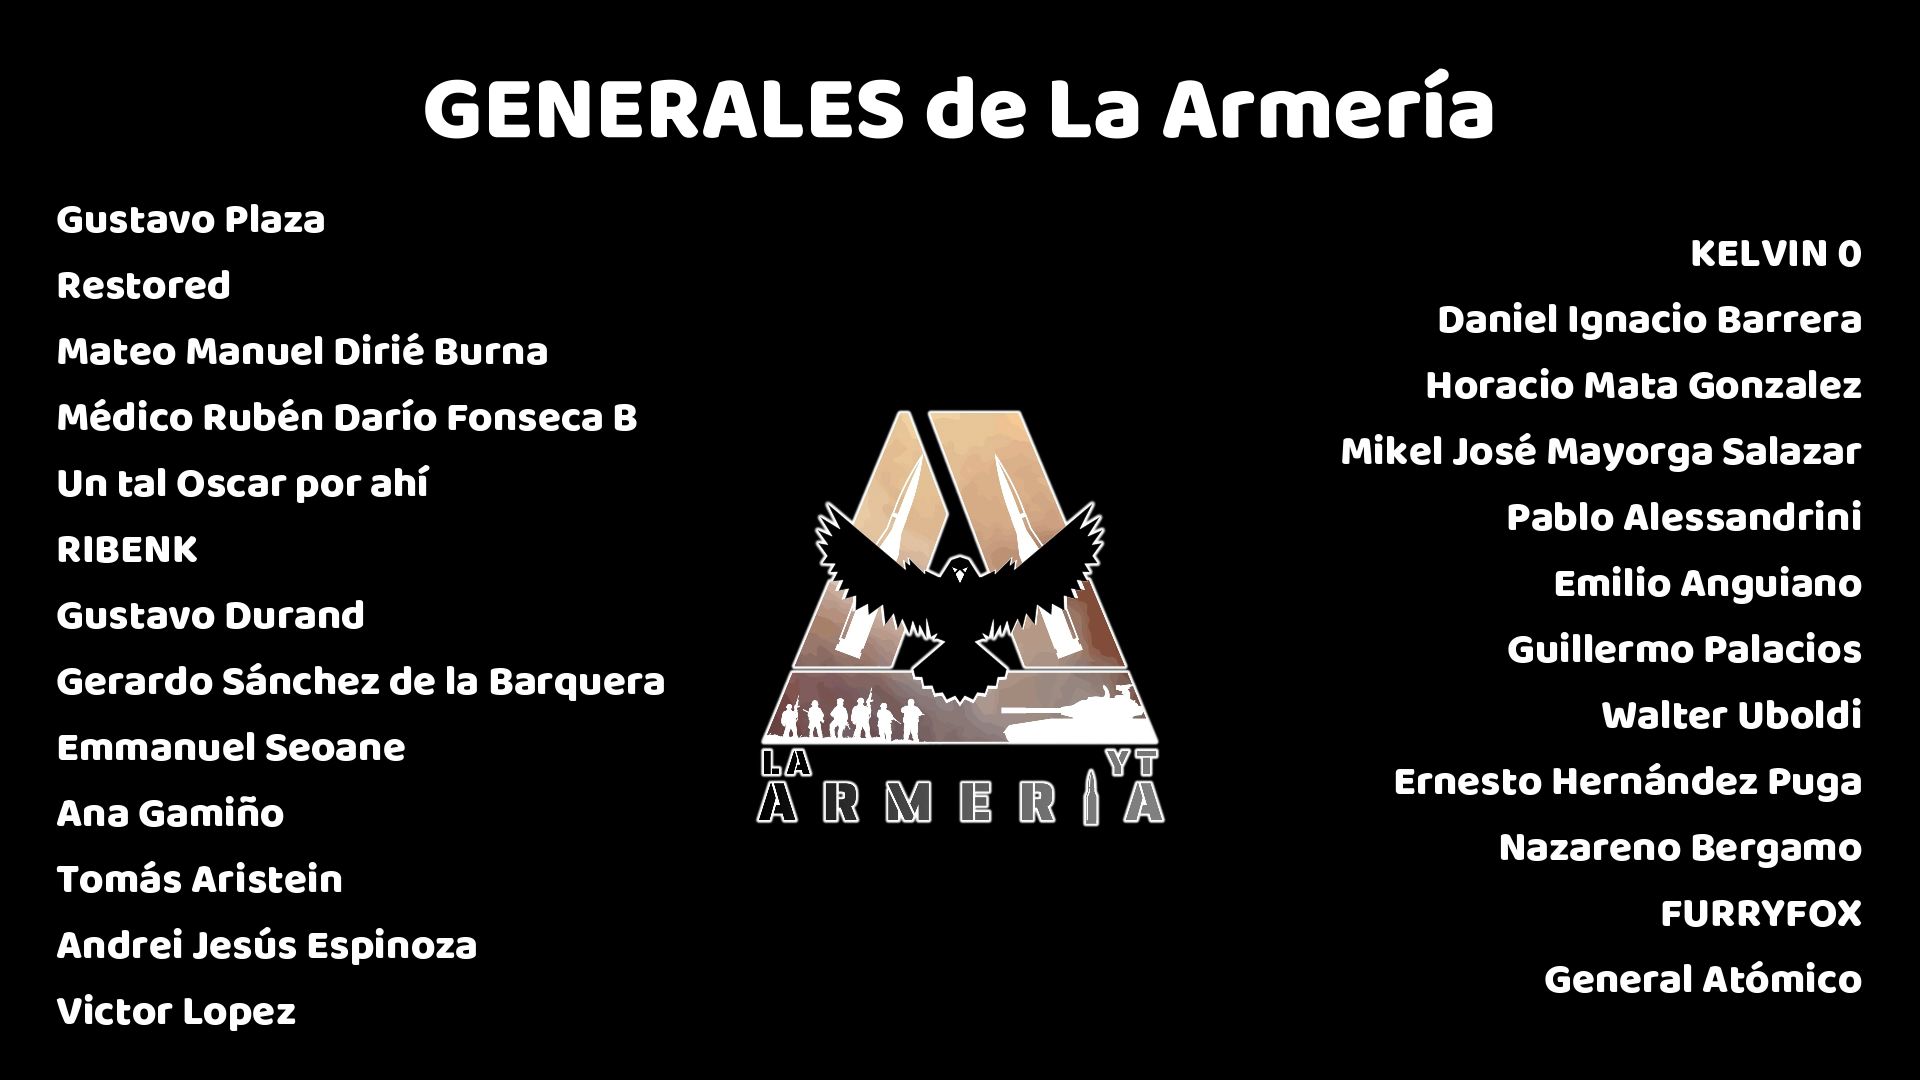 GENERALES de La Armería
Gustavo Plaza
Restored
Mateo Manuel Dirié Burna
Médico Rubén Darío Fonseca B
Un tal Oscar por ahí
RIBENK
Gustavo Durand
Gerardo Sánchez de la Barquera
Emmanuel Seoane
Ana Gamiño
Tomás Aristein
Andrei Jesús Espinoza
Victor Lopez
LA YT
ARMERIA
KELVIN 0
Daniel Ignacio Barrera
Horacio Mata Gonzalez
Mikel José Mayorga Salazar
Pablo Alessandrini
Emilio Anguiano
Guillermo Palacios
Walter Uboldi
Ernesto Hernández Puga
Nazareno Bergamo
FURRYFOX
General Atómico